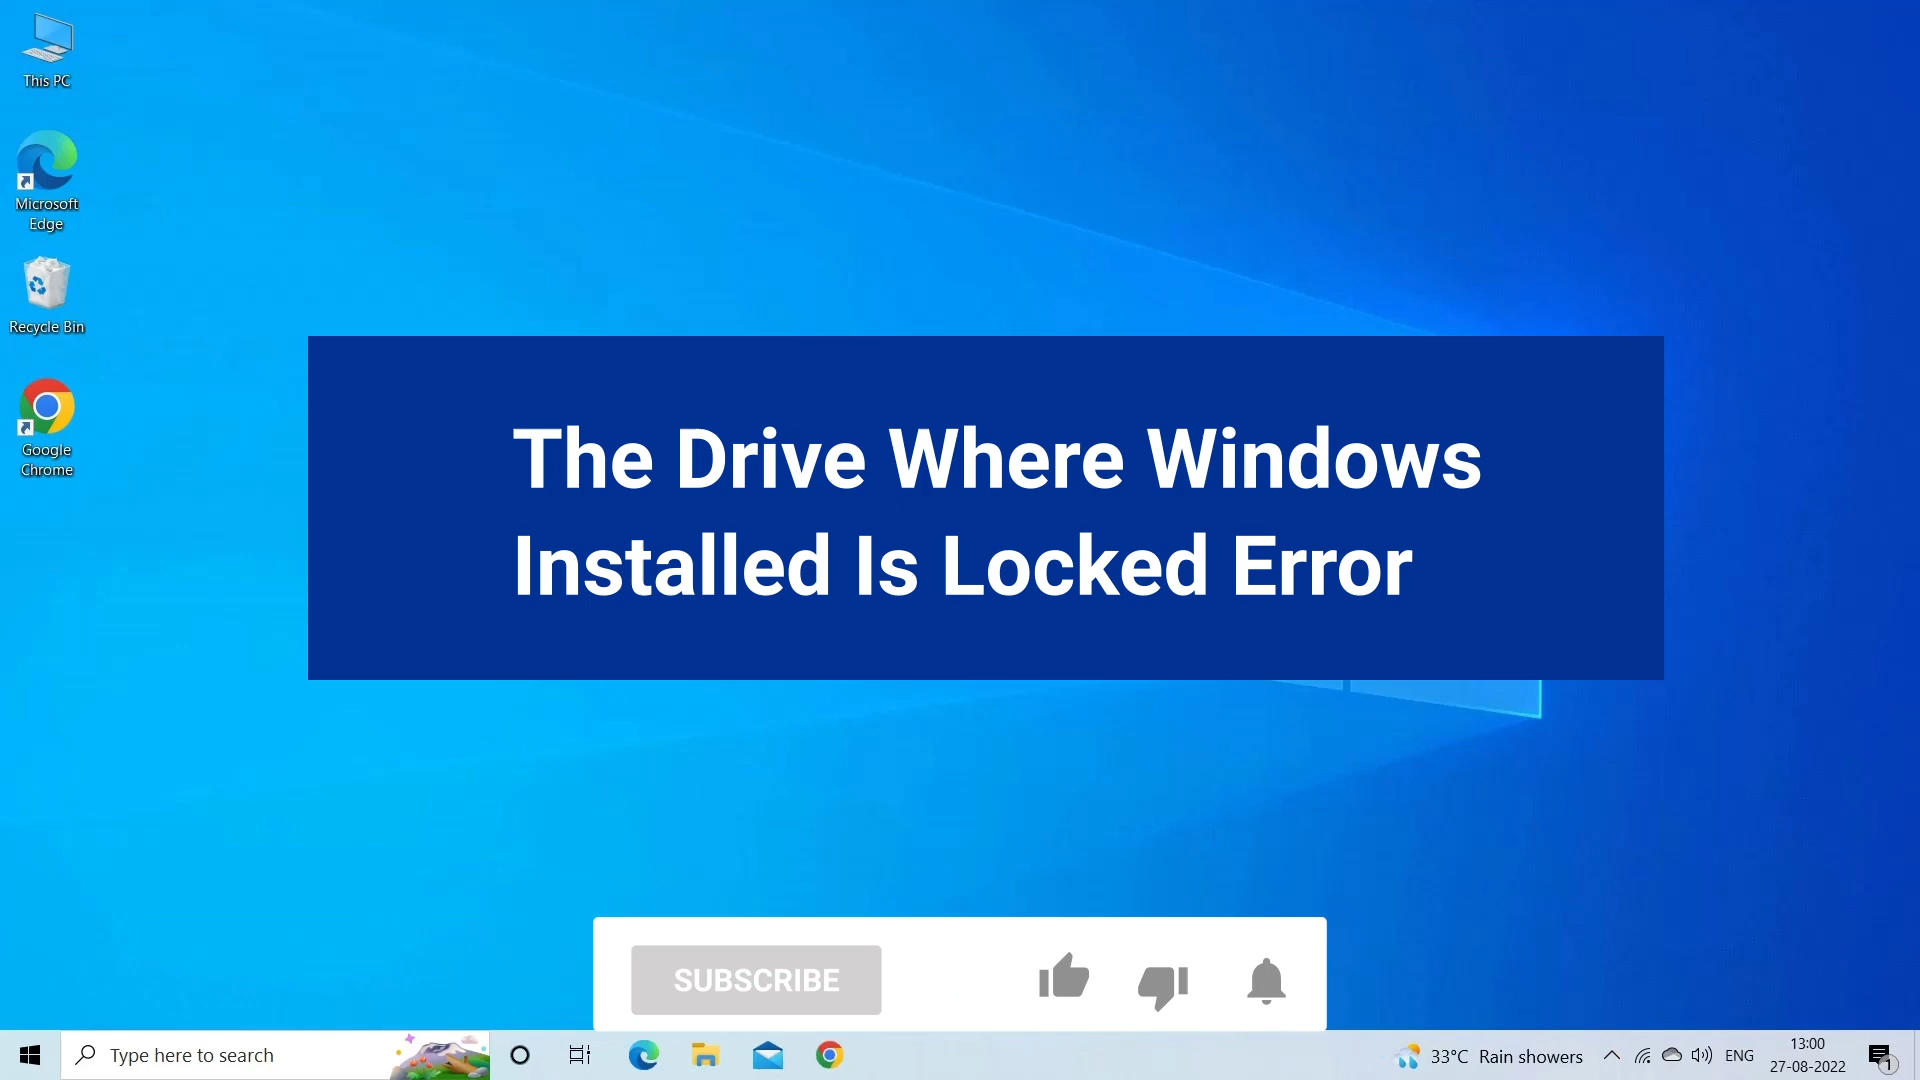 This PC
Microsoft
Edge
Recycle Bin
Google
Chrome
The Drive Where Windows
Installed Is Locked Error
SUBSCRIBE
Type here to search
33°C Rain showers
ENG
13:00
27-08-2022
1